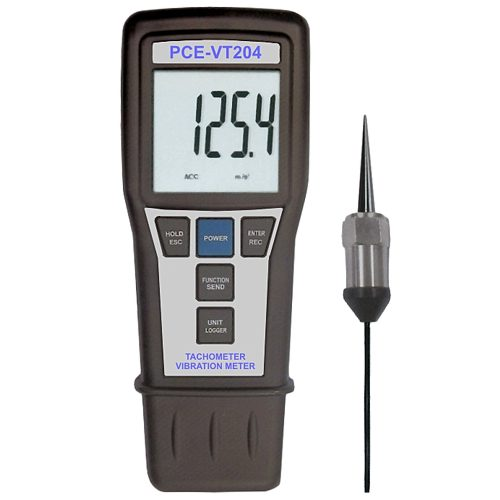 PCE-VT204
125.4
ACC m/s²
HOLD
ESC
POWER
ENTER
REC
FUNCTION
SEND
UNIT
LOGGER
TACHOMETER
VIBRATION METER